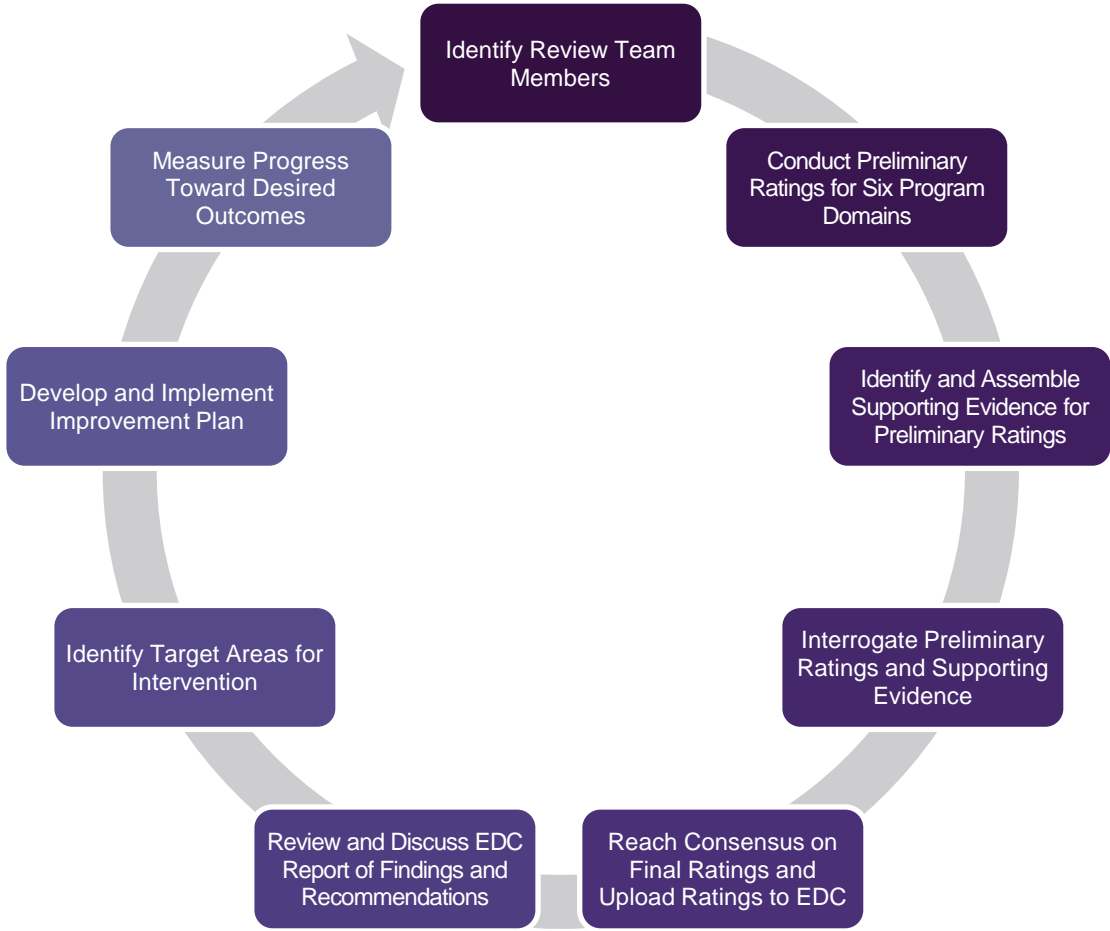 Identify Review Team
Members
Conduct Preliminary
Ratings for Six Program
Domains
Identify and Assemble
Supporting Evidence for
Preliminary Ratings
Interrogate Preliminary
Ratings and Supporting
Evidence
Reach Consensus on
Final Ratings and
Upload Ratings to EDC
Review and Discuss EDC
Report of Findings and
Recommendations
Identify Target Areas for
Intervention
Develop and Implement
Improvement Plan
Measure Progress
Toward Desired
Outcomes